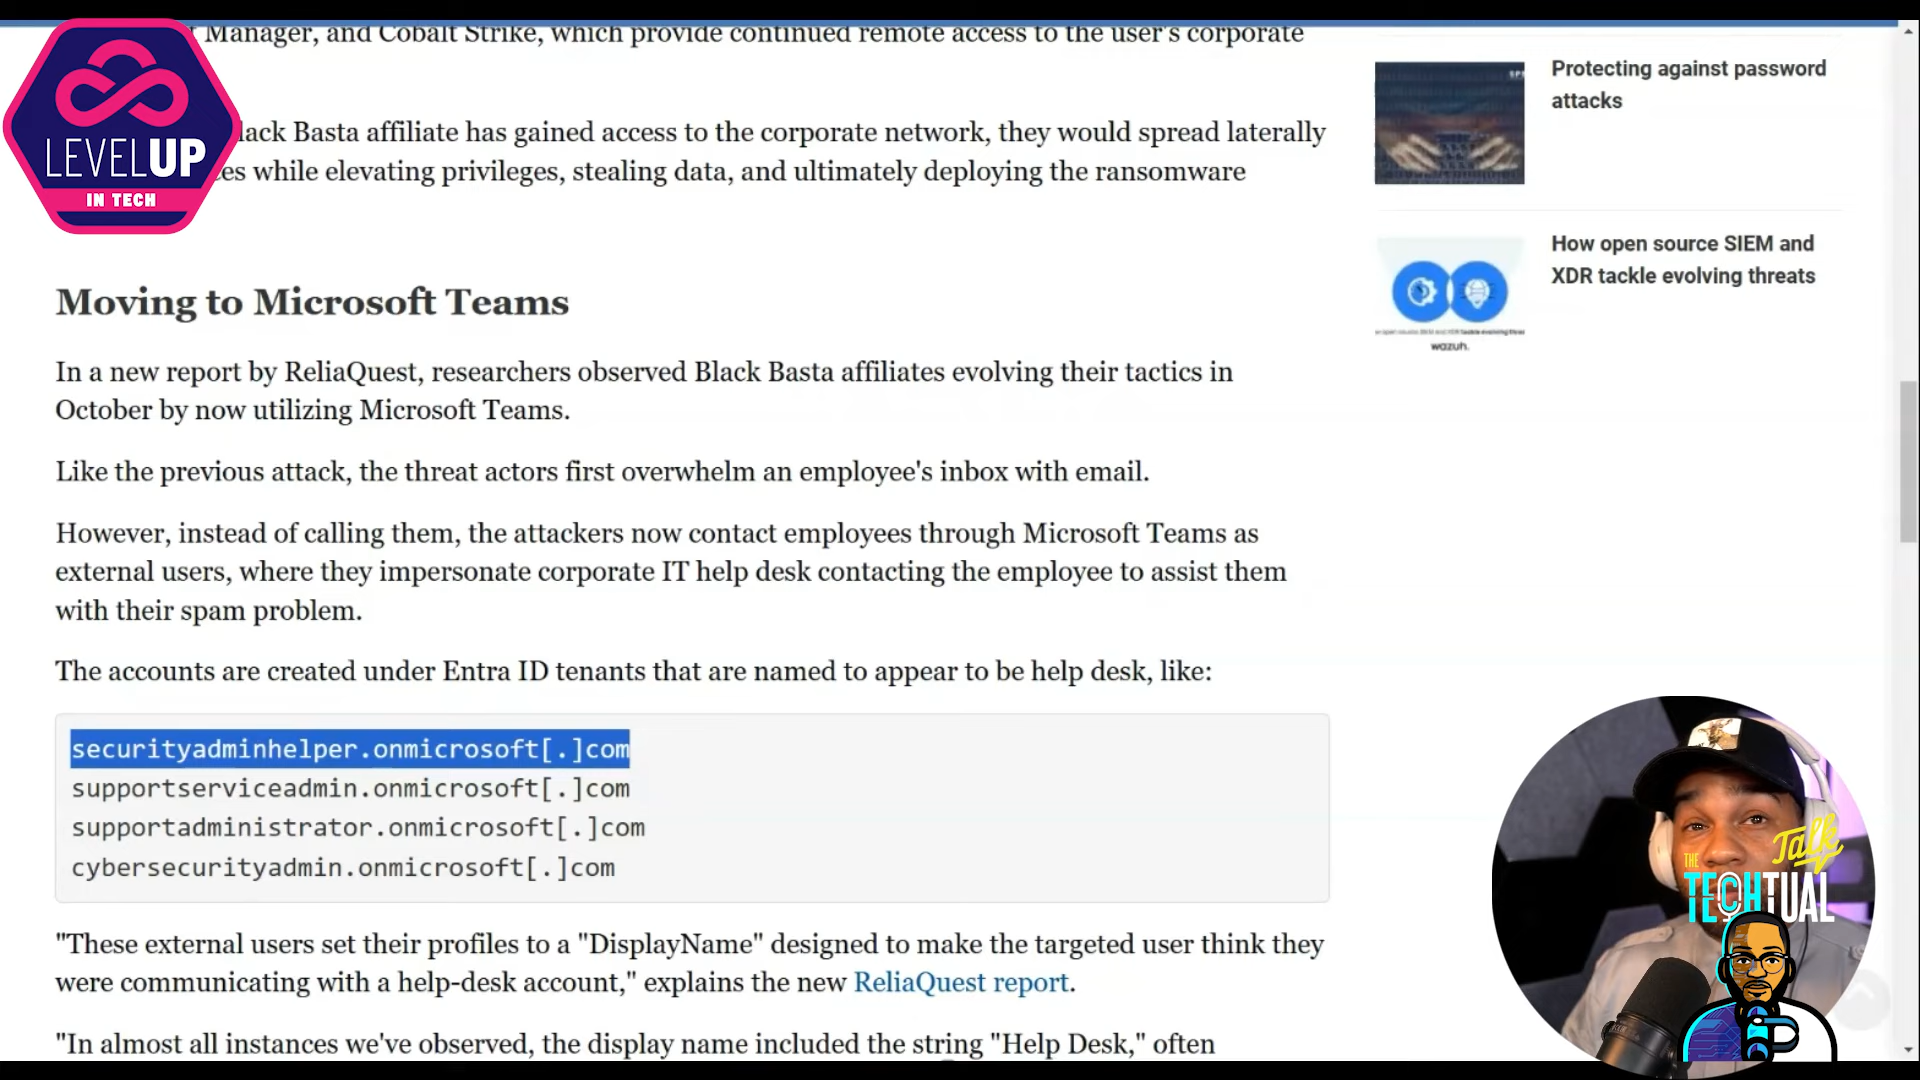 Manager, and Cobalt Strike, which provide continued remote access to the user's corporate
lack Basta affiliate has gained access to the corporate network, they would spread laterally
es while elevating privileges, stealing data, and ultimately deploying the ransomware
LEVELUP
IN TECH
Moving to Microsoft Teams
In a new report by ReliaQuest, researchers observed Black Basta affiliates evolving their tactics in
October by now utilizing Microsoft Teams.
Like the previous attack, the threat actors first overwhelm an employee's inbox with email.
However, instead of calling them, the attackers now contact employees through Microsoft Teams as
external users, where they impersonate corporate IT help desk contacting the employee to assist them
with their spam problem.
The accounts are created under Entra ID tenants that are named to appear to be help desk, like:
securityadminhelper.onmicrosoft[.]com
supportserviceadmin.onmicrosoft[.]com
supportadministrator.onmicrosoft[.]com
cybersecurityadmin.onmicrosoft[.]com
"These external users set their profiles to a "DisplayName" designed to make the targeted user think they
were communicating with a help-desk account," explains the new ReliaQuest report.
"In almost all instances we've observed, the display name included the string "Help Desk," often
Protecting against password
attacks
How open source SIEM and
XDR tackle evolving threats
wazuh.
THE
TECHTUAL
Talk